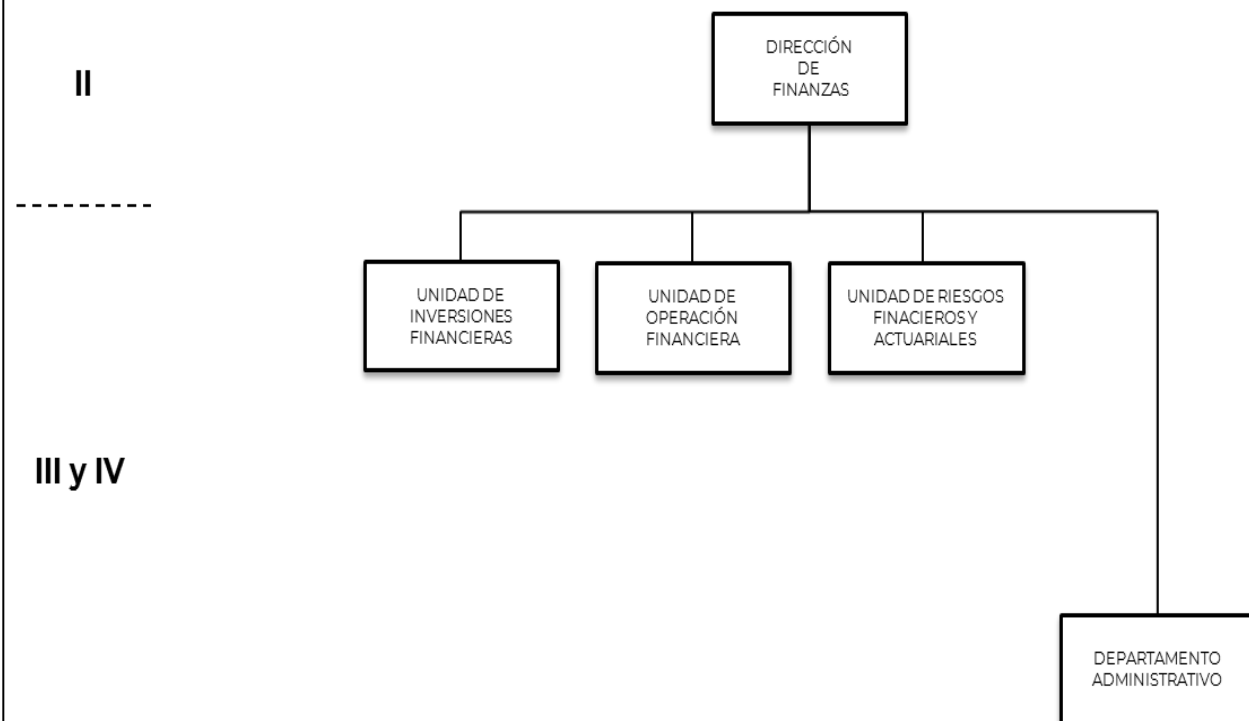 II
DIRECCIÓN
DE
FINANZAS
UNIDAD DE
INVERSIONES
FINANCIERAS
UNIDAD DE
OPERACIÓN
FINANCIERA
UNIDAD DE RIESGOS
FINACIEROS Y
ACTUARIALES
III y IV
DEPARTAMENTO
ADMINISTRATIVO